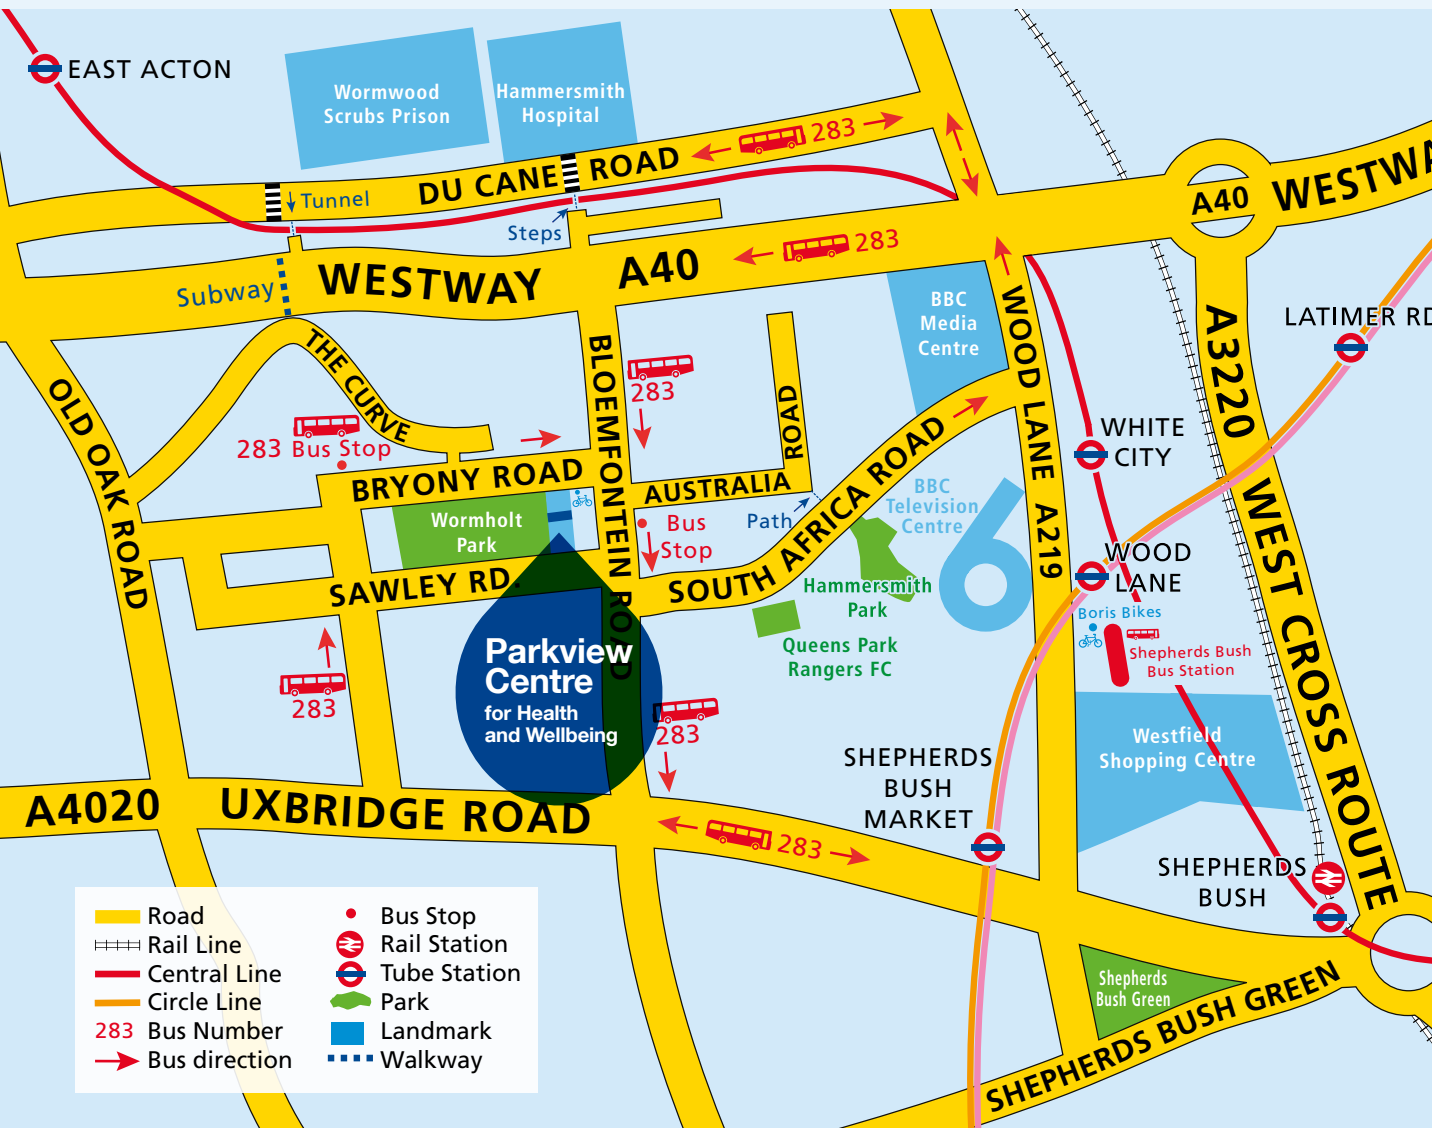 EAST ACTON
Wormwood
Scrubs Prison
Hammersmith
Hospital
283
DU CANE ROAD
Tunnel
Steps
A40 WESTWA
283
Subway
WESTWAY A40
BBC
Media
Centre
LATIMER RD
THE CURVE
BLOEMFONTEIN ROAD
283
WOOD LANE A219
A3220 WEST CROSS ROUTE
OLD OAK ROAD
283 Bus Stop
AUSTRALIA ROAD
WHITE
CITY
BRYONY ROAD
Wormholt
Park
Bus
Stop
Path
SOUTH AFRICA ROAD
BBC
Television
Centre
WOOD
LANE
SAWLEY RD.
Hammersmith
Park
Boris Bikes
Queens Park
Rangers FC
Shepherds Bush
Bus Station
Parkview
Centre
for Health
and Wellbeing
283
283
Westfield
Shopping Centre
SHEPHERDS
BUSH
MARKET
A4020 UXBRIDGE ROAD
283
SHEPHERDS
BUSH
Shepherds
Bush Green
SHEPHERDS BUSH GREEN
Road
Rail Line
Central Line
Circle Line
283 Bus Number
Bus direction
Bus Stop
Rail Station
Tube Station
Park
Landmark
Walkway